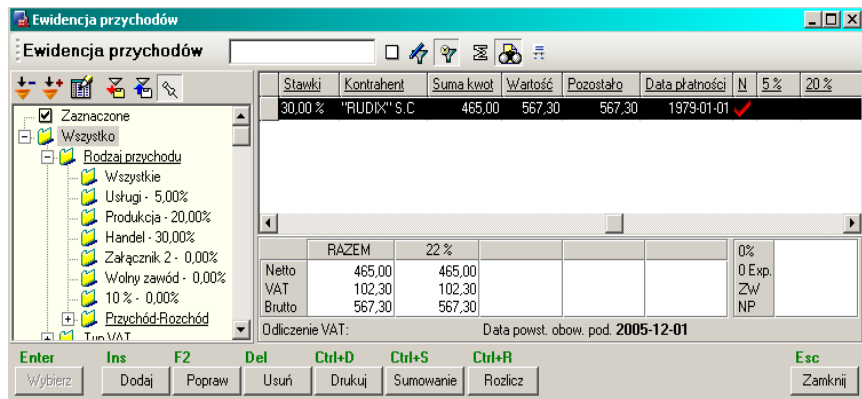 Ewidencja przychodów
Ewidencja przychodów
Stawki Kontrahent Suma kwot Wartość Pozostało Data płatności N 5 % 20 %
30,00 % "RUDIX" S.C 465,00 567,30 567,30 1979-01-01
Zaznaczone
Wszystko
Rodzaj przychodu
Wszystkie
Usługi - 5,00%
Produkcja - 20,00%
Handel - 30,00%
Załącznik 2 - 0,00%
Wolny zawód - 0,00%
10 % - 0,00%
Przychód-Rozchód
Typ VAT
RAZEM 22 % 0%
Netto 465,00 465,00 0 Exp.
VAT 102,30 102,30 ZW
Brutto 567,30 567,30 NP
Odliczenie VAT: Data powst. obow. pod. 2005-12-01
Enter Ins F2 Del Ctrl+D Ctrl+S Ctrl+R Esc
Wybierz Dodaj Popraw Usuń Drukuj Sumowanie Rozlicz Zamknij